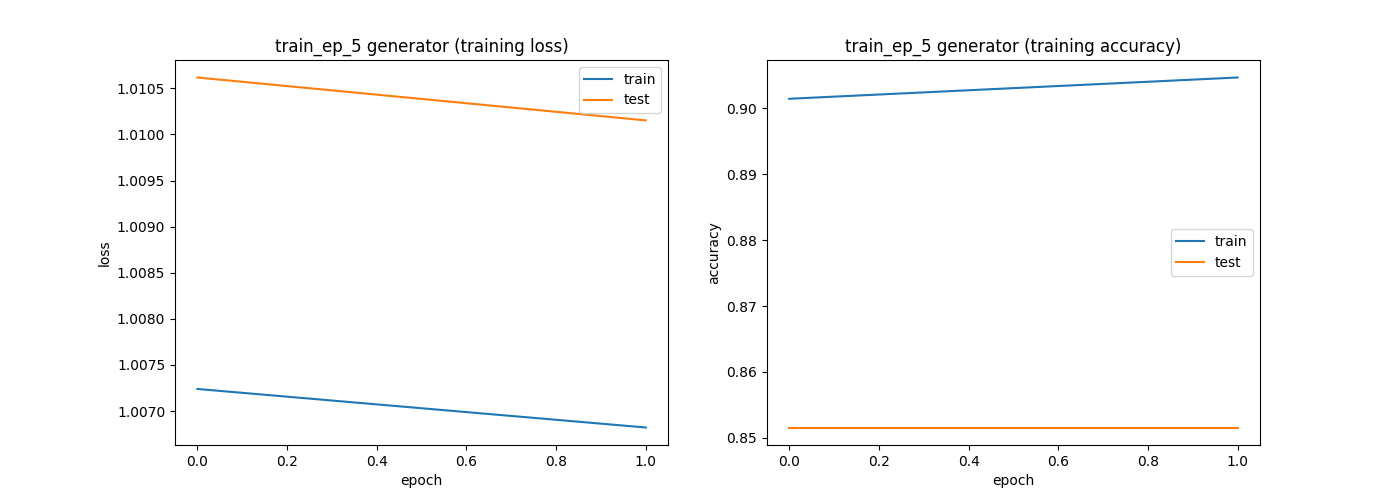 train_ep_5 generator (training loss)
1.0105
1.0100
1.0095
1.0090
1.0085
1.0080
1.0075
1.0070
loss
0.0 0.2 0.4 0.6 0.8 1.0
epoch
train
test
train_ep_5 generator (training accuracy)
0.90
0.89
0.88
0.87
0.86
0.85
accuracy
0.0 0.2 0.4 0.6 0.8 1.0
epoch
train
test